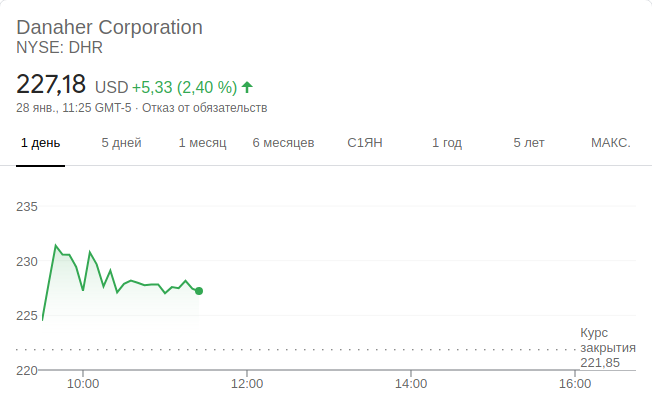 Danaher Corporation
NYSE: DHR
227,18 USD +5,33 (2,40 %)
28 янв., 11:25 GMT-5 · Отказ от обязательств
1 день 5 дней 1 месяц 6 месяцев С1ЯН 1 год 5 лет МАКС.
235
230
225
220
Курс
закрытия
221,85
10:00 12:00 14:00 16:00